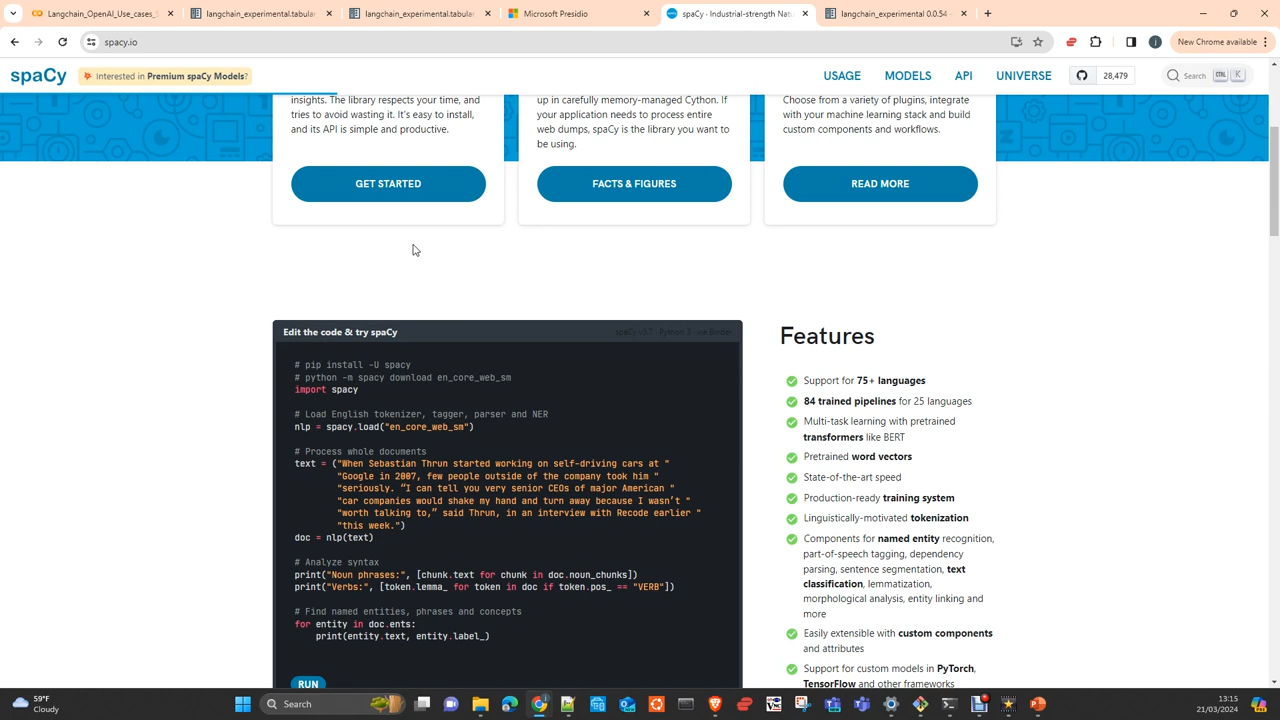 Langchain_OpenAI_Use_cases_S
langchain_experimental.tabular
langchain_experimental.tabular
Microsoft Presidio
spaCy · Industrial-strength Natu
langchain_experimental 0.0.54
spacy.io
New Chrome available
spaCy
Interested in Premium spaCy Models?
USAGE
MODELS
API
UNIVERSE
28,479
Search
CTRL
K
insights. The library respects your time, and
tries to avoid wasting it. It's easy to install,
and its API is simple and productive.
GET STARTED
up in carefully memory-managed Cython. If
your application needs to process entire
web dumps, spaCy is the library you want to
be using.
FACTS & FIGURES
Choose from a variety of plugins, integrate
with your machine learning stack and build
custom components and workflows.
READ MORE
Edit the code & try spaCy
spaCy v3.7 · Python 3 · via Binder
# pip install -U spacy
# python -m spacy download en_core_web_sm
import spacy
# Load English tokenizer, tagger, parser and NER
nlp = spacy.load("en_core_web_sm")
# Process whole documents
text = ("When Sebastian Thrun started working on self-driving cars at "
"Google in 2007, few people outside of the company took him "
"seriously. “I can tell you very senior CEOs of major American "
"car companies would shake my hand and turn away because I wasn’t "
"worth talking to,” said Thrun, in an interview with Recode earlier "
"this week.")
doc = nlp(text)
# Analyze syntax
print("Noun phrases:", [chunk.text for chunk in doc.noun_chunks])
print("Verbs:", [token.lemma_ for token in doc if token.pos_ == "VERB"])
# Find named entities, phrases and concepts
for entity in doc.ents:
print(entity.text, entity.label_)
RUN
Features
Support for 75+ languages
84 trained pipelines for 25 languages
Multi-task learning with pretrained
transformers like BERT
Pretrained word vectors
State-of-the-art speed
Production-ready training system
Linguistically-motivated tokenization
Components for named entity recognition,
part-of-speech tagging, dependency
parsing, sentence segmentation, text
classification, lemmatization,
morphological analysis, entity linking and
more
Easily extensible with custom components
and attributes
Support for custom models in PyTorch,
TensorFlow and other frameworks
59°F
Cloudy
Search
13:15
21/03/2024